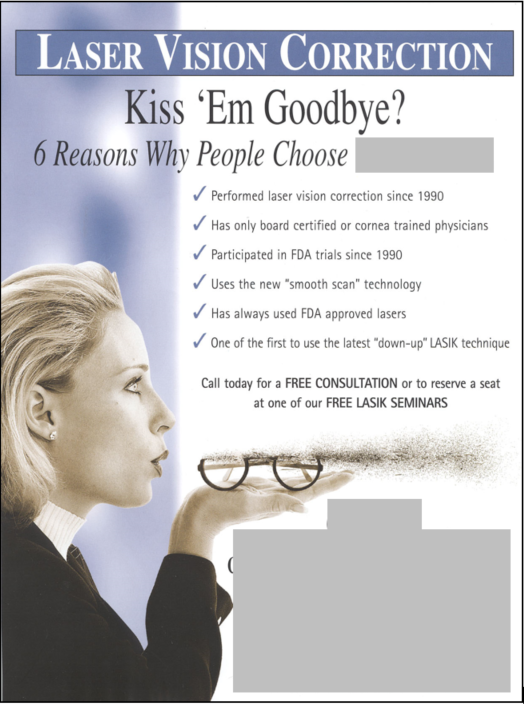 LASER VISION CORRECTION
Kiss 'Em Goodbye?
6 Reasons Why People Choose
✓ Performed laser vision correction since 1990
✓ Has only board certified or cornea trained physicians
✓ Participated in FDA trials since 1990
✓ Uses the new "smooth scan" technology
✓ Has always used FDA approved lasers
✓ One of the first to use the latest "down-up" LASIK technique
Call today for a FREE CONSULTATION or to reserve a seat
at one of our FREE LASIK SEMINARS